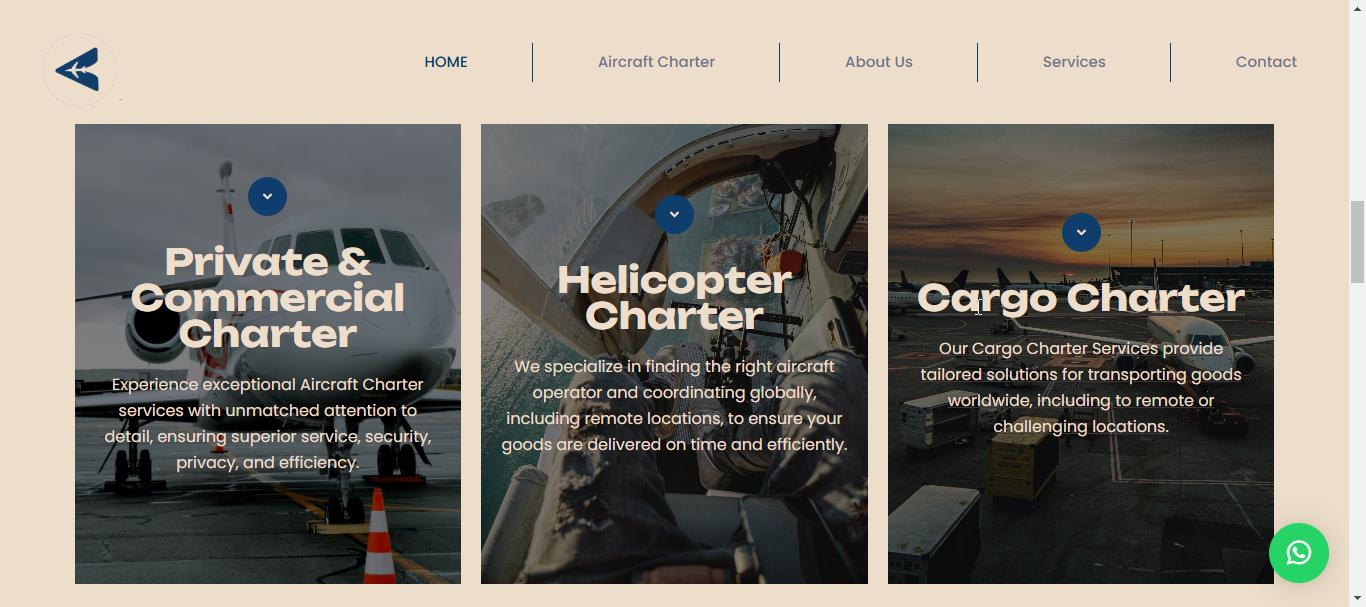 HOME
Aircraft Charter
About Us
Services
Contact
Private &
Commercial
Charter
Experience exceptional Aircraft Charter
services with unmatched attention to
detail, ensuring superior service, security,
privacy, and efficiency.
Helicopter
Charter
We specialize in finding the right aircraft
operator and coordinating globally,
including remote locations, to ensure your
goods are delivered on time and efficiently.
Cargo Charter
Our Cargo Charter Services provide
tailored solutions for transporting goods
worldwide, including to remote or
challenging locations.